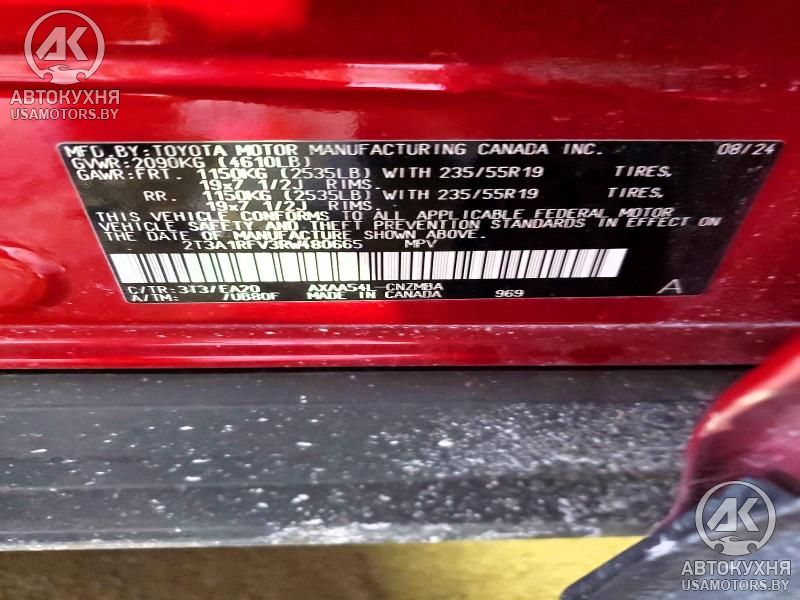 АК
АВТОКУХНЯ
USAMOTORS.BY
MFD. BY: TOYOTA MOTOR MANUFACTURING CANADA INC. 08/24
GVWR: 2090KG (4610LB)
GAWR: FRT. 1150KG (2535LB) WITH 235/55R19 TIRES.
19x7 1/2J RIMS.
RR. 1150KG (2535LB) WITH 235/55R19 TIRES.
19x7 1/2J RIMS.
THIS VEHICLE CONFORMS TO ALL APPLICABLE FEDERAL MOTOR
VEHICLE SAFETY AND THEFT PREVENTION STANDARDS IN EFFECT ON
THE DATE OF MANUFACTURE SHOWN ABOVE.
2T3A1RFV3RW480665 MPV
C/TR: 3T3/EA20 AXAA54L-CNZMBA A
A/TM: /UB80F MADE IN CANADA 969
АК
АВТОКУХНЯ
USAMOTORS.BY